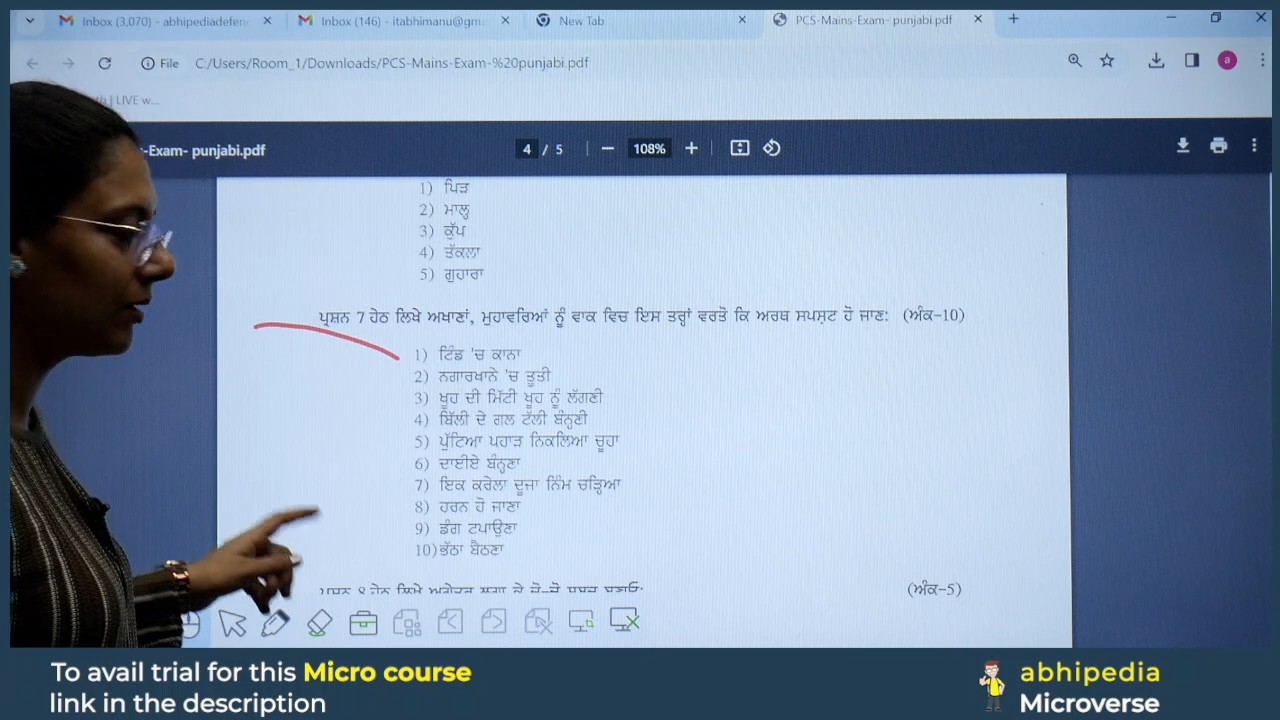 Inbox (3,070) - abhipediadefen
Inbox (146) - itabhimanu@gm
New Tab
PCS-Mains-Exam- punjabi.pdf
File
C:/Users/Room_1/Downloads/PCS-Mains-Exam-%20punjabi.pdf
a
| LIVE w...
-Exam- punjabi.pdf
4 / 5
108%
1) ਪਿੜ
2) ਮਾਲ੍ਹ
3) ਕੁੱਪ
4) ਤੱਕਲਾ
5) ਗੁਹਾਰਾ
ਪ੍ਰਸ਼ਨ 7 ਹੇਠ ਲਿਖੇ ਅਖਾਣਾਂ, ਮੁਹਾਵਰਿਆਂ ਨੂੰ ਵਾਕ ਵਿਚ ਇਸ ਤਰ੍ਹਾਂ ਵਰਤੋ ਕਿ ਅਰਥ ਸਪਸ਼ਟ ਹੋ ਜਾਣ: (ਅੰਕ-10)
1) ਟਿੰਡ 'ਚ ਕਾਨਾ
2) ਨਗਾਰਖਾਨੇ 'ਚ ਤੂਤੀ
3) ਖੂਹ ਦੀ ਮਿੱਟੀ ਖੂਹ ਨੂੰ ਲੱਗਣੀ
4) ਬਿੱਲੀ ਦੇ ਗਲ ਟੱਲੀ ਬੰਨ੍ਹਣੀ
5) ਪੁੱਟਿਆ ਪਹਾੜ ਨਿਕਲਿਆ ਚੂਹਾ
6) ਦਾਈਏ ਬੰਨ੍ਹਣਾ
7) ਇਕ ਕਰੇਲਾ ਦੂਜਾ ਨਿੰਮ ਚੜ੍ਹਿਆ
8) ਹਰਨ ਹੋ ਜਾਣਾ
9) ਡੰਗ ਟਪਾਉਣਾ
10) ਭੱਠਾ ਬੈਠਣਾ
(ਅੰਕ-5)
To avail trial for this Micro course
link in the description
abhipedia
Microverse